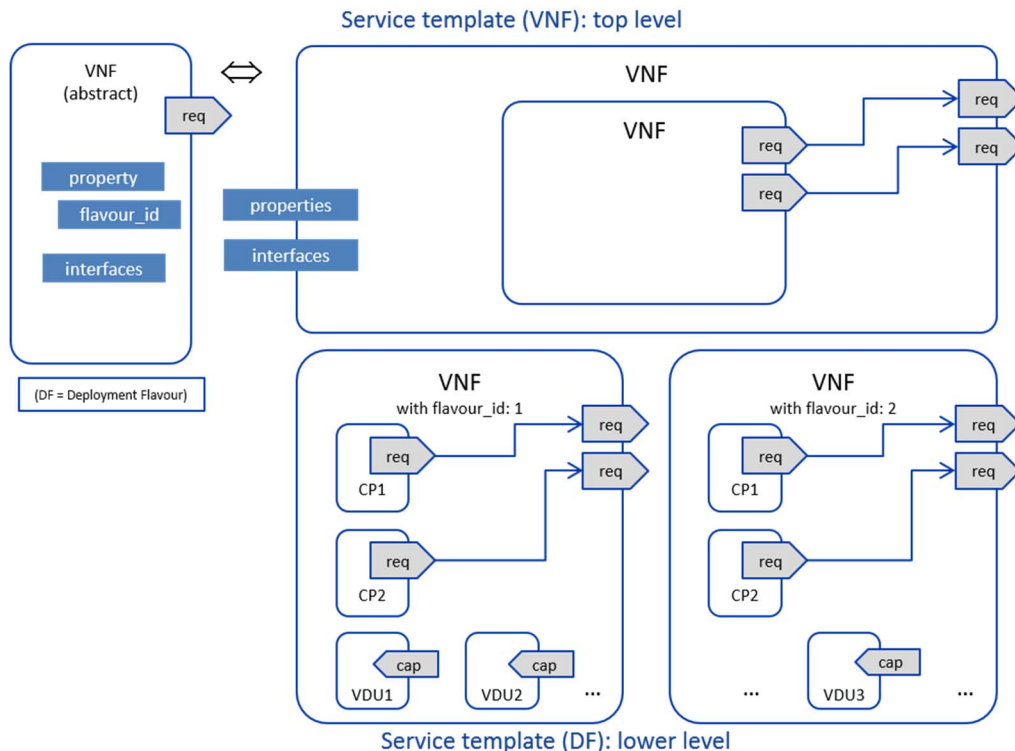 Service template (VNF): top level
VNF
(abstract)
req
property
flavour_id
interfaces
(DF = Deployment Flavour)
VNF
VNF
req
req
req
req
properties
interfaces
VNF
with flavour_id: 1
req
req
req
CP1
req
CP2
cap
VDU1
cap
VDU2
...
VNF
with flavour_id: 2
req
req
req
CP1
req
CP2
...
cap
VDU3
...
Service template (DF): lower level